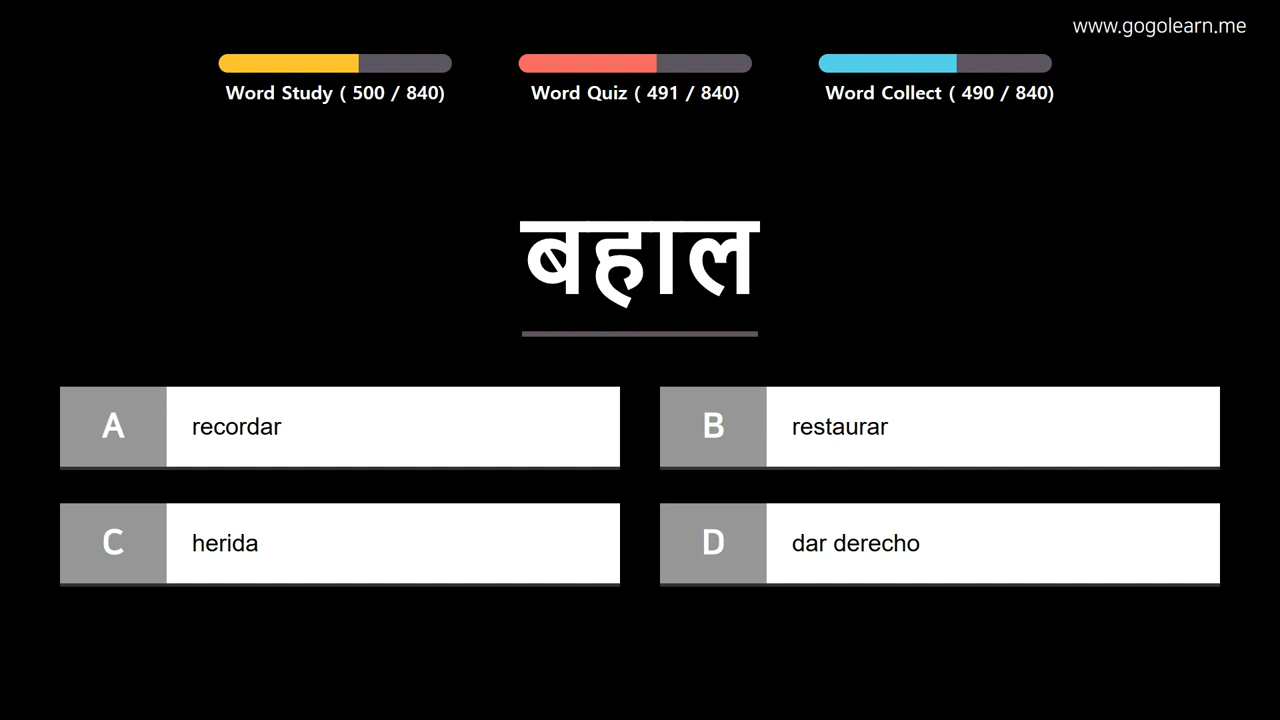 www.gogolearn.me
Word Study ( 500 / 840)
Word Quiz ( 491 / 840)
Word Collect ( 490 / 840)
बहाल
A recordar
B restaurar
C herida
D dar derecho